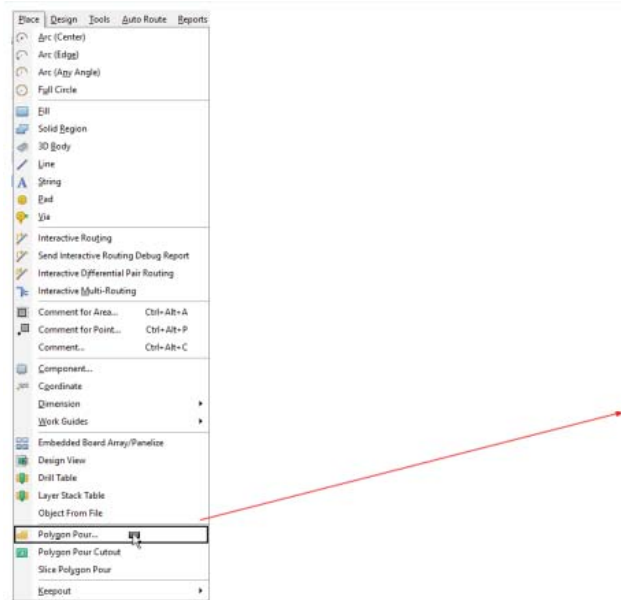 Place Design Tools Auto Route Reports
Arc (Center)
Arc (Edge)
Arc (Any Angle)
Full Circle
Fill
Solid Region
3D Body
Line
String
Pad
Via
Interactive Routing
Send Interactive Routing Debug Report
Interactive Differential Pair Routing
Interactive Multi-Routing
Comment for Area... Ctrl+Alt+A
Comment for Point... Ctrl+Alt+P
Comment... Ctrl+Alt+C
Component...
Coordinate
Dimension
Work Guides
Embedded Board Array/Panelize
Design View
Drill Table
Layer Stack Table
Object From File
Polygon Pour...
Polygon Pour Cutout
Slice Polygon Pour
Keepout